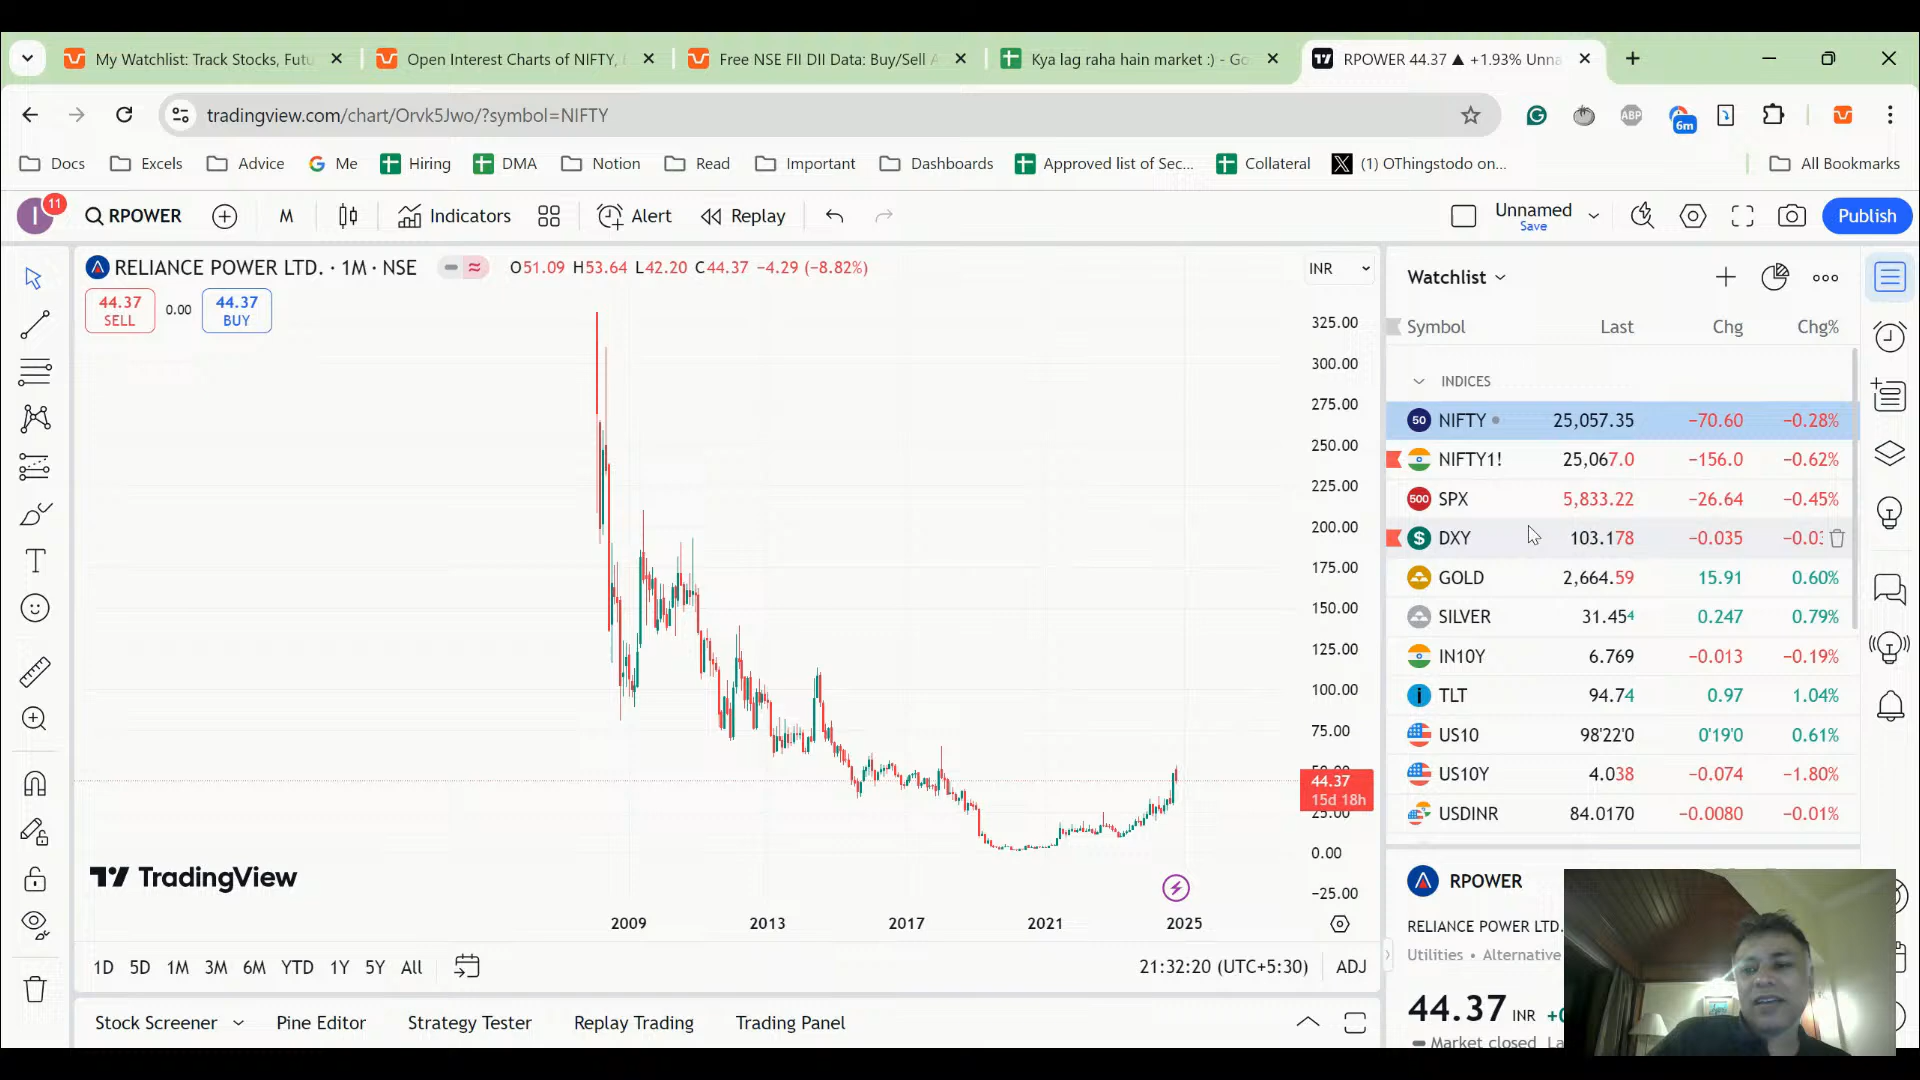 My Watchlist: Track Stocks, Futu
Open Interest Charts of NIFTY,
Free NSE FII DII Data: Buy/Sell A
Kya lag raha hain market :) - Go
RPOWER 44.37 ▲ +1.93% Unna
tradingview.com/chart/Orvk5Jwo/?symbol=NIFTY
ABP
6m
Docs
Excels
Advice
Me
Hiring
DMA
Notion
Read
Important
Dashboards
Approved list of Sec...
Collateral
(1) OThingstodo on...
All Bookmarks
I
11
RPOWER
M
Indicators
Alert
Replay
Unnamed
Save
Publish
RELIANCE POWER LTD. · 1M · NSE
O51.09 H53.64 L42.20 C44.37 −4.29 (−8.82%)
INR
44.37
SELL
0.00
44.37
BUY
325.00
300.00
275.00
250.00
225.00
200.00
175.00
150.00
125.00
100.00
75.00
50.00
44.37
15d 18h
25.00
0.00
−25.00
TradingView
2009 2013 2017 2021 2025
1D 5D 1M 3M 6M YTD 1Y 5Y All
21:32:20 (UTC+5:30)
ADJ
Stock Screener
Pine Editor
Strategy Tester
Replay Trading
Trading Panel
Watchlist
Symbol Last Chg Chg%
INDICES
50 NIFTY 25,057.35 −70.60 −0.28%
NIFTY1! 25,067.0 −156.0 −0.62%
500 SPX 5,833.22 −26.64 −0.45%
$ DXY 103.178 −0.035 −0.03
GOLD 2,664.59 15.91 0.60%
SILVER 31.454 0.247 0.79%
IN10Y 6.769 −0.013 −0.19%
i TLT 94.74 0.97 1.04%
US10 98'22'0 0'19'0 0.61%
US10Y 4.038 −0.074 −1.80%
USDINR 84.0170 −0.0080 −0.01%
RPOWER
RELIANCE POWER LTD.
Utilities • Alternative
44.37 INR +0
Market closed La